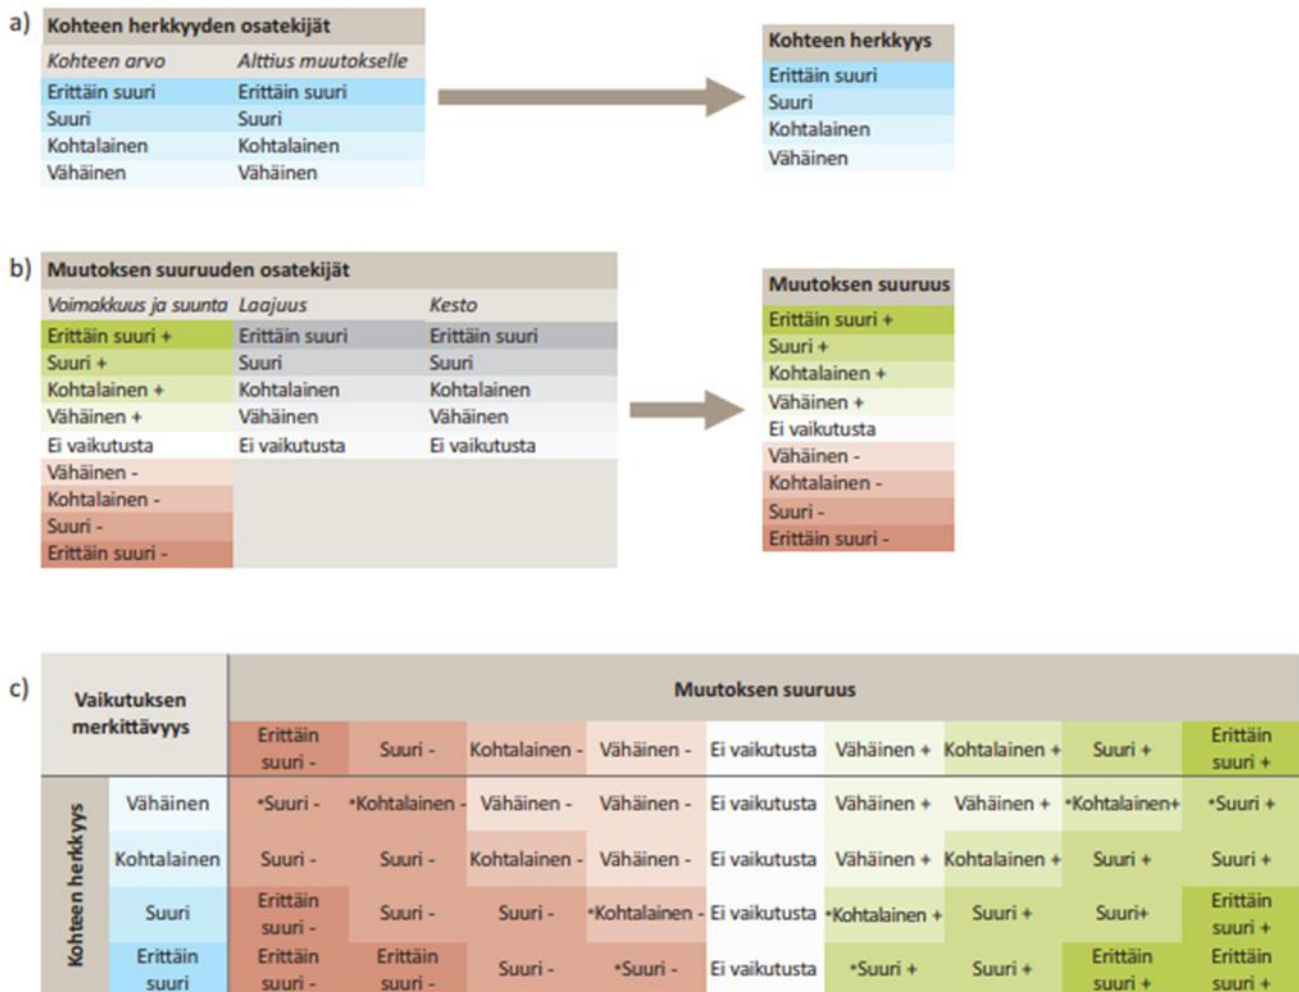 a)
Kohteen herkkyyden osatekijät
Kohteen arvo Alttius muutokselle
Erittäin suuri Erittäin suuri
Suuri Suuri
Kohtalainen Kohtalainen
Vähäinen Vähäinen
Kohteen herkkyys
Erittäin suuri
Suuri
Kohtalainen
Vähäinen
b)
Muutoksen suuruuden osatekijät
Voimakkuus ja suunta Laajuus Kesto
Erittäin suuri + Erittäin suuri Erittäin suuri
Suuri + Suuri Suuri
Kohtalainen + Kohtalainen Kohtalainen
Vähäinen + Vähäinen Vähäinen
Ei vaikutusta Ei vaikutusta Ei vaikutusta
Vähäinen -
Kohtalainen -
Suuri -
Erittäin suuri -
Muutoksen suuruus
Erittäin suuri +
Suuri +
Kohtalainen +
Vähäinen +
Ei vaikutusta
Vähäinen -
Kohtalainen -
Suuri -
Erittäin suuri -
c)
Vaikutuksen
merkittävyys
Muutoksen suuruus
Erittäin suuri - Suuri - Kohtalainen - Vähäinen - Ei vaikutusta Vähäinen + Kohtalainen + Suuri + Erittäin suuri +
Kohteen herkkyys
Vähäinen *Suuri - *Kohtalainen - Vähäinen - Vähäinen - Ei vaikutusta Vähäinen + Vähäinen + *Kohtalainen+ *Suuri +
Kohtalainen Suuri - Suuri - Kohtalainen - Vähäinen - Ei vaikutusta Vähäinen + Kohtalainen + Suuri + Suuri +
Suuri Erittäin suuri - Suuri - Suuri - *Kohtalainen - Ei vaikutusta *Kohtalainen + Suuri + Suuri+ Erittäin suuri +
Erittäin suuri Erittäin suuri - Erittäin suuri - Suuri - *Suuri - Ei vaikutusta *Suuri + Suuri + Erittäin suuri + Erittäin suuri +